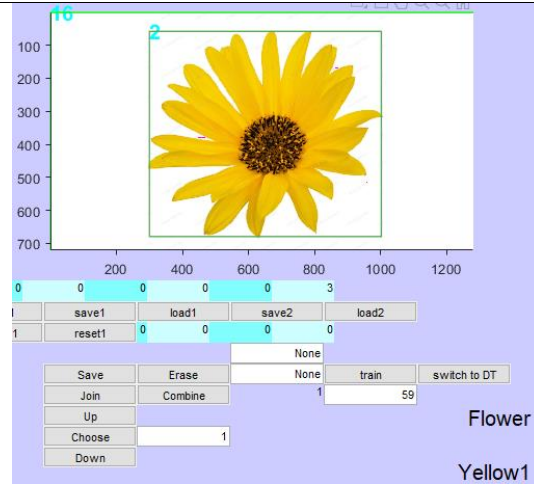 16
2
100
200
300
400
500
600
700
200 400 600 800 1000 1200
0 0 0 0 0 3
1 save1 load1 save2 load2
1 reset1 0 0 0 0
None
Save Erase None train switch to DT
Join Combine 1 59
Up
Flower
Choose 1
Down
Yellow1